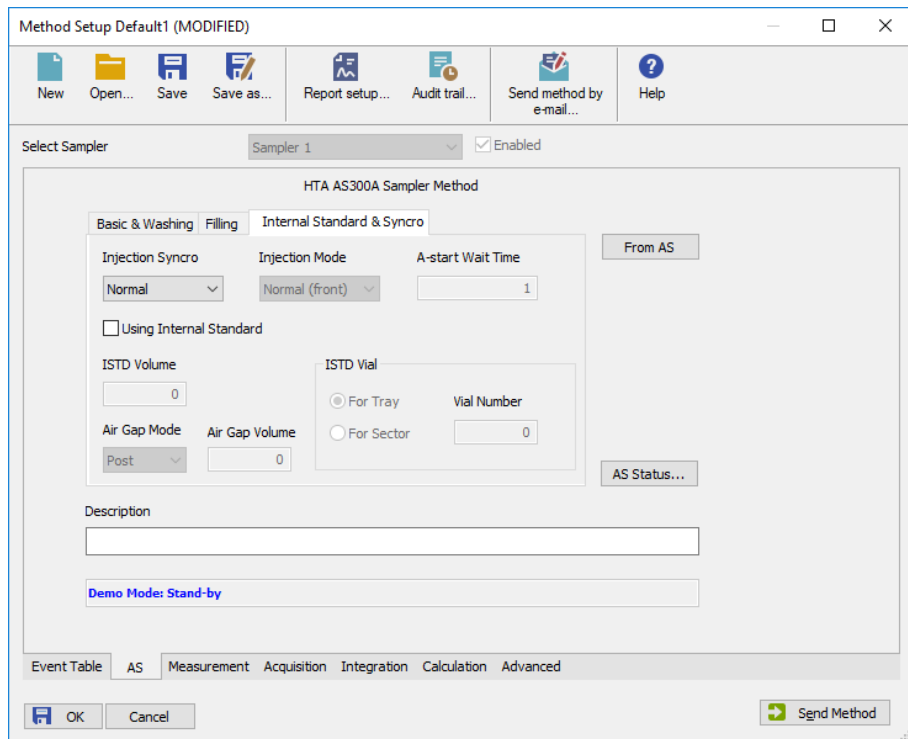 Method Setup Default1 (MODIFIED)
New Open... Save Save as... Report setup... Audit trail... Send method by e-mail... Help
Select Sampler Sampler 1 Enabled
HTA AS300A Sampler Method
Basic & Washing Filling Internal Standard & Syncro
From AS
Injection Syncro Injection Mode A-start Wait Time
Normal Normal (front) 1
Using Internal Standard
ISTD Volume ISTD Vial
0
For Tray Vial Number
Air Gap Mode Air Gap Volume For Sector 0
Post 0
AS Status...
Description
Demo Mode: Stand-by
Event Table AS Measurement Acquisition Integration Calculation Advanced
OK Cancel Send Method